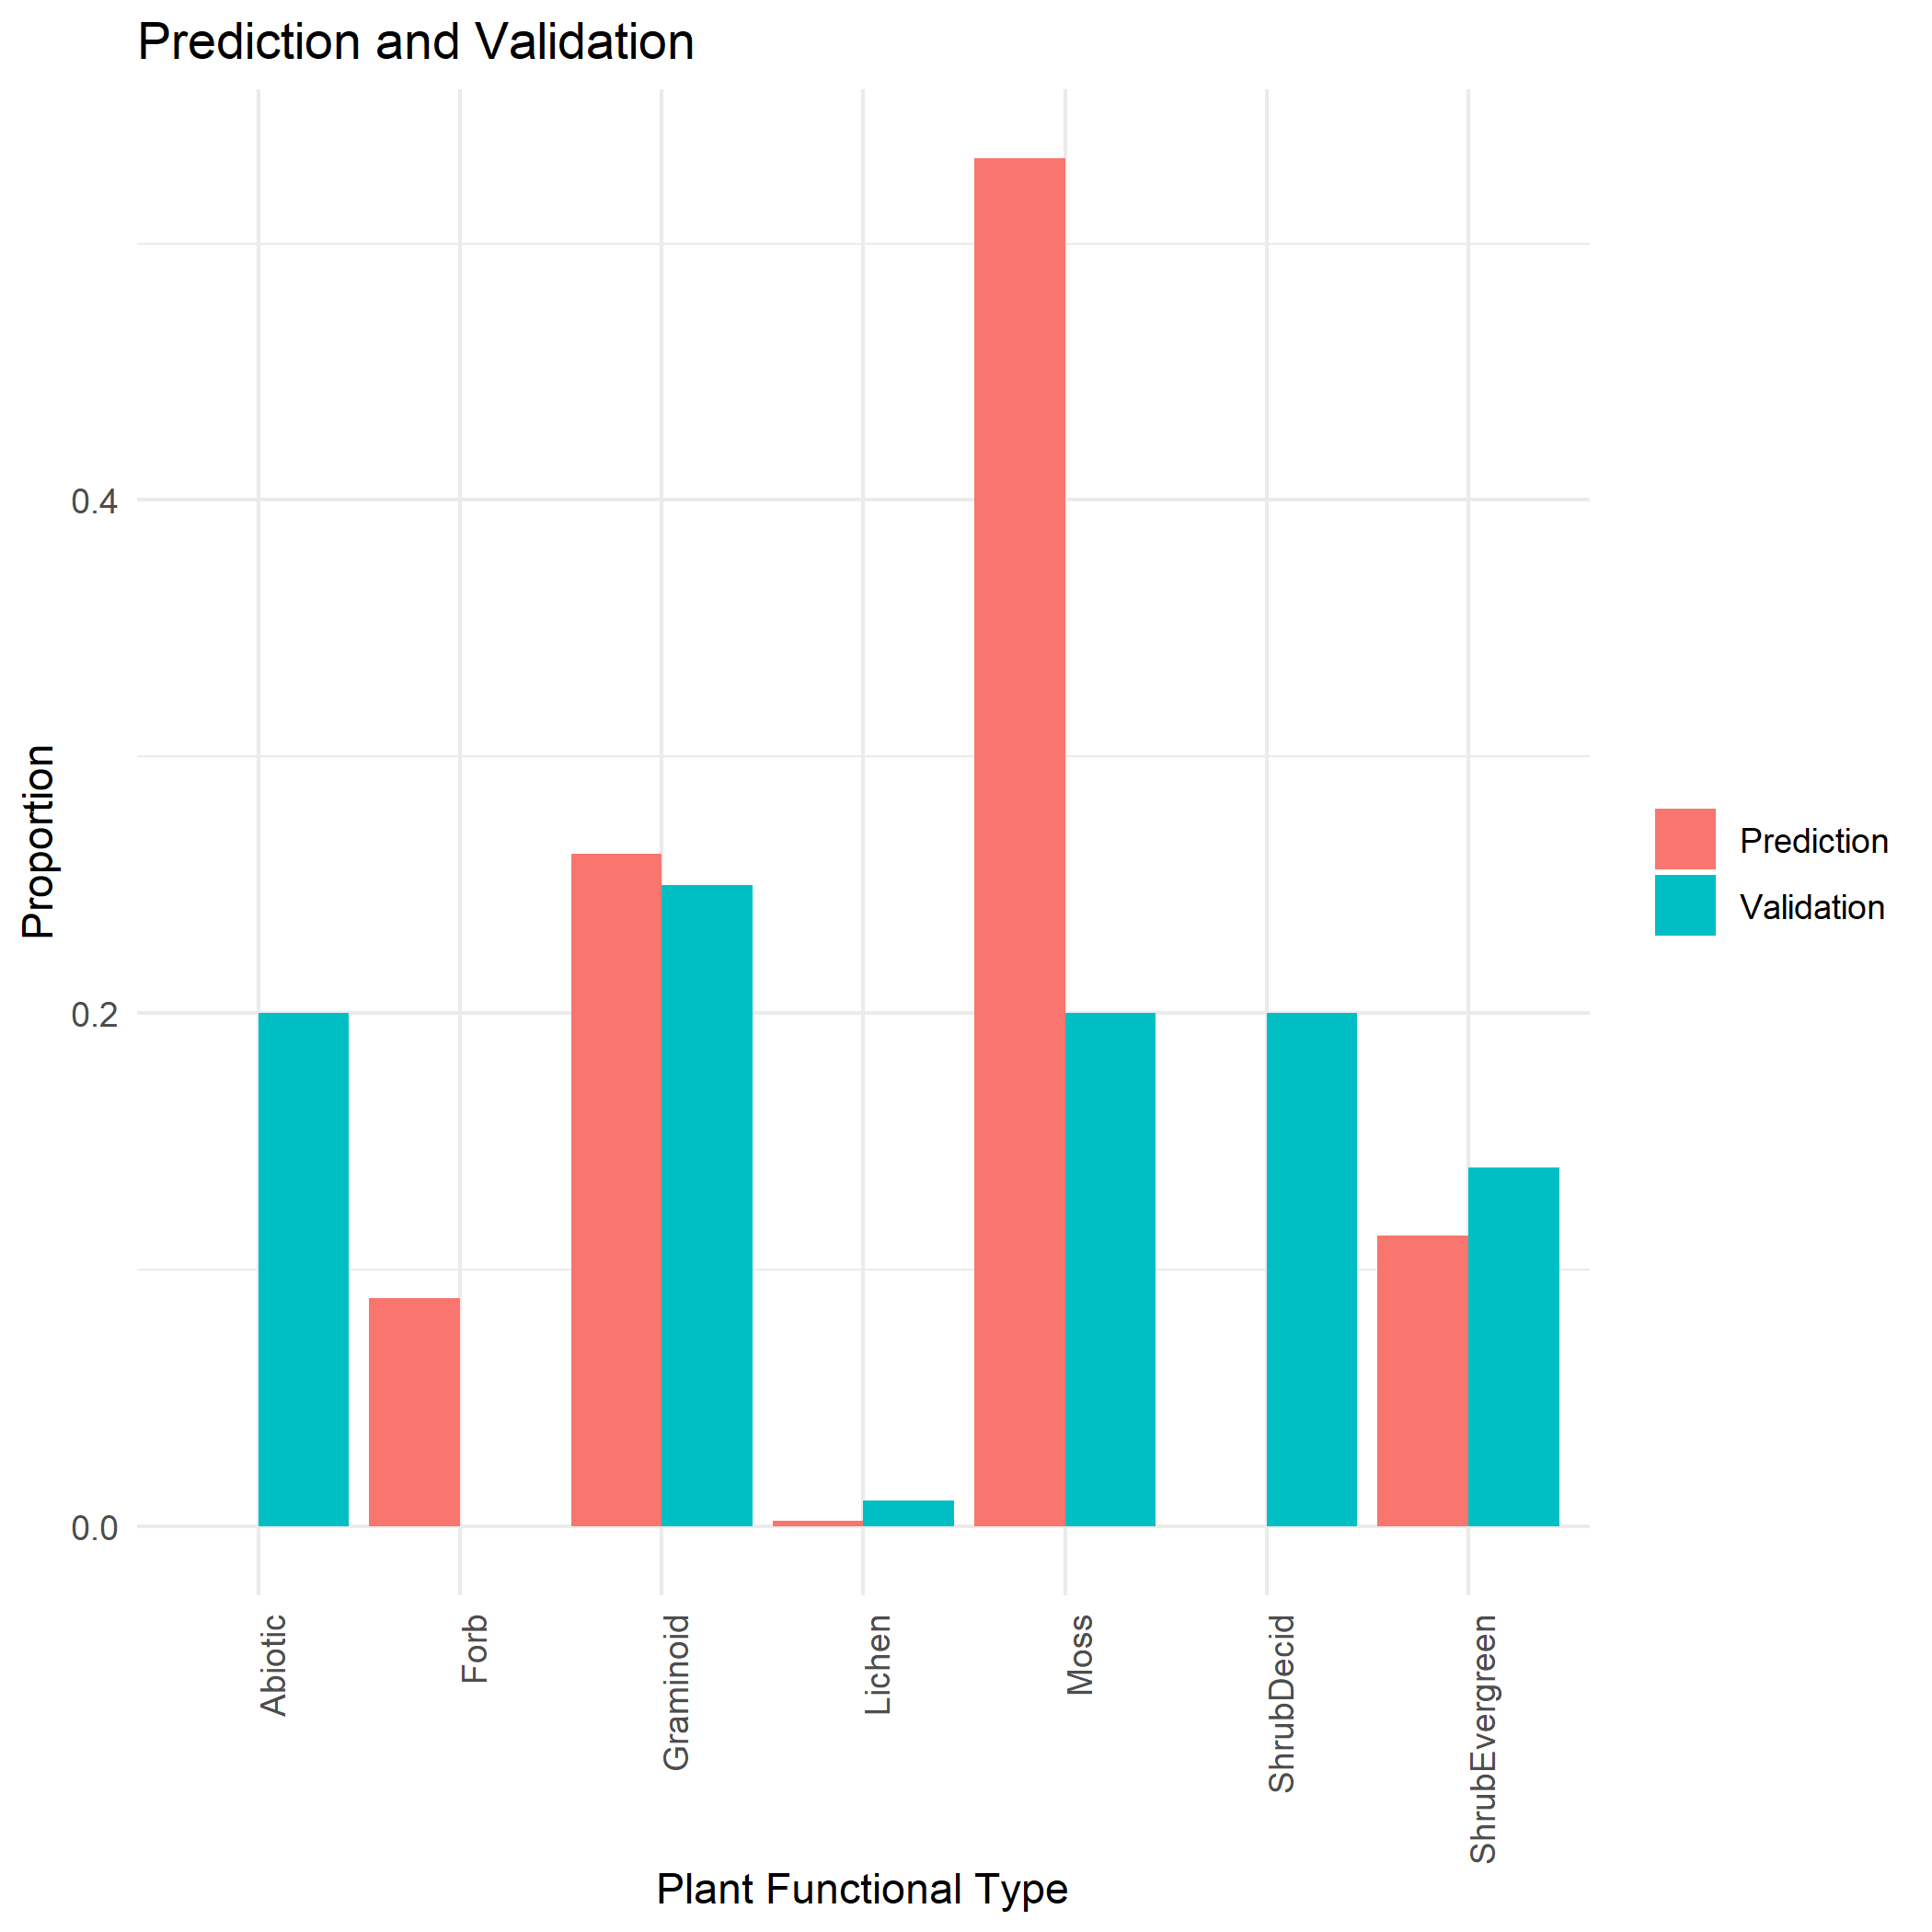 Prediction and Validation
Proportion
0.4
0.2
0.0
Abiotic
Forb
Graminoid
Lichen
Moss
ShrubDecid
ShrubEvergreen
Plant Functional Type
Prediction
Validation